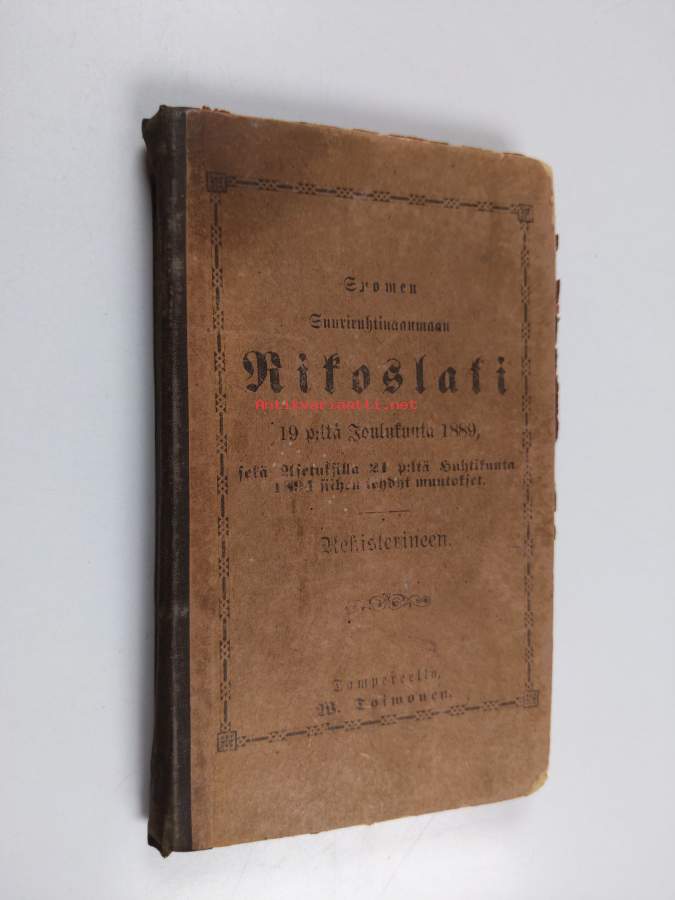 Suomen
Suuriruhtinaanmaan
Rikoslaki
Antikvariaatti.net
19 p:ltä Joulukuuta 1889,
sekä Asetuksilla 21 p:ltä Huhtikuuta
1894 siihen tehdyt muutokset.
Rekisterineen.
Tampereella,
W. Toimonen.